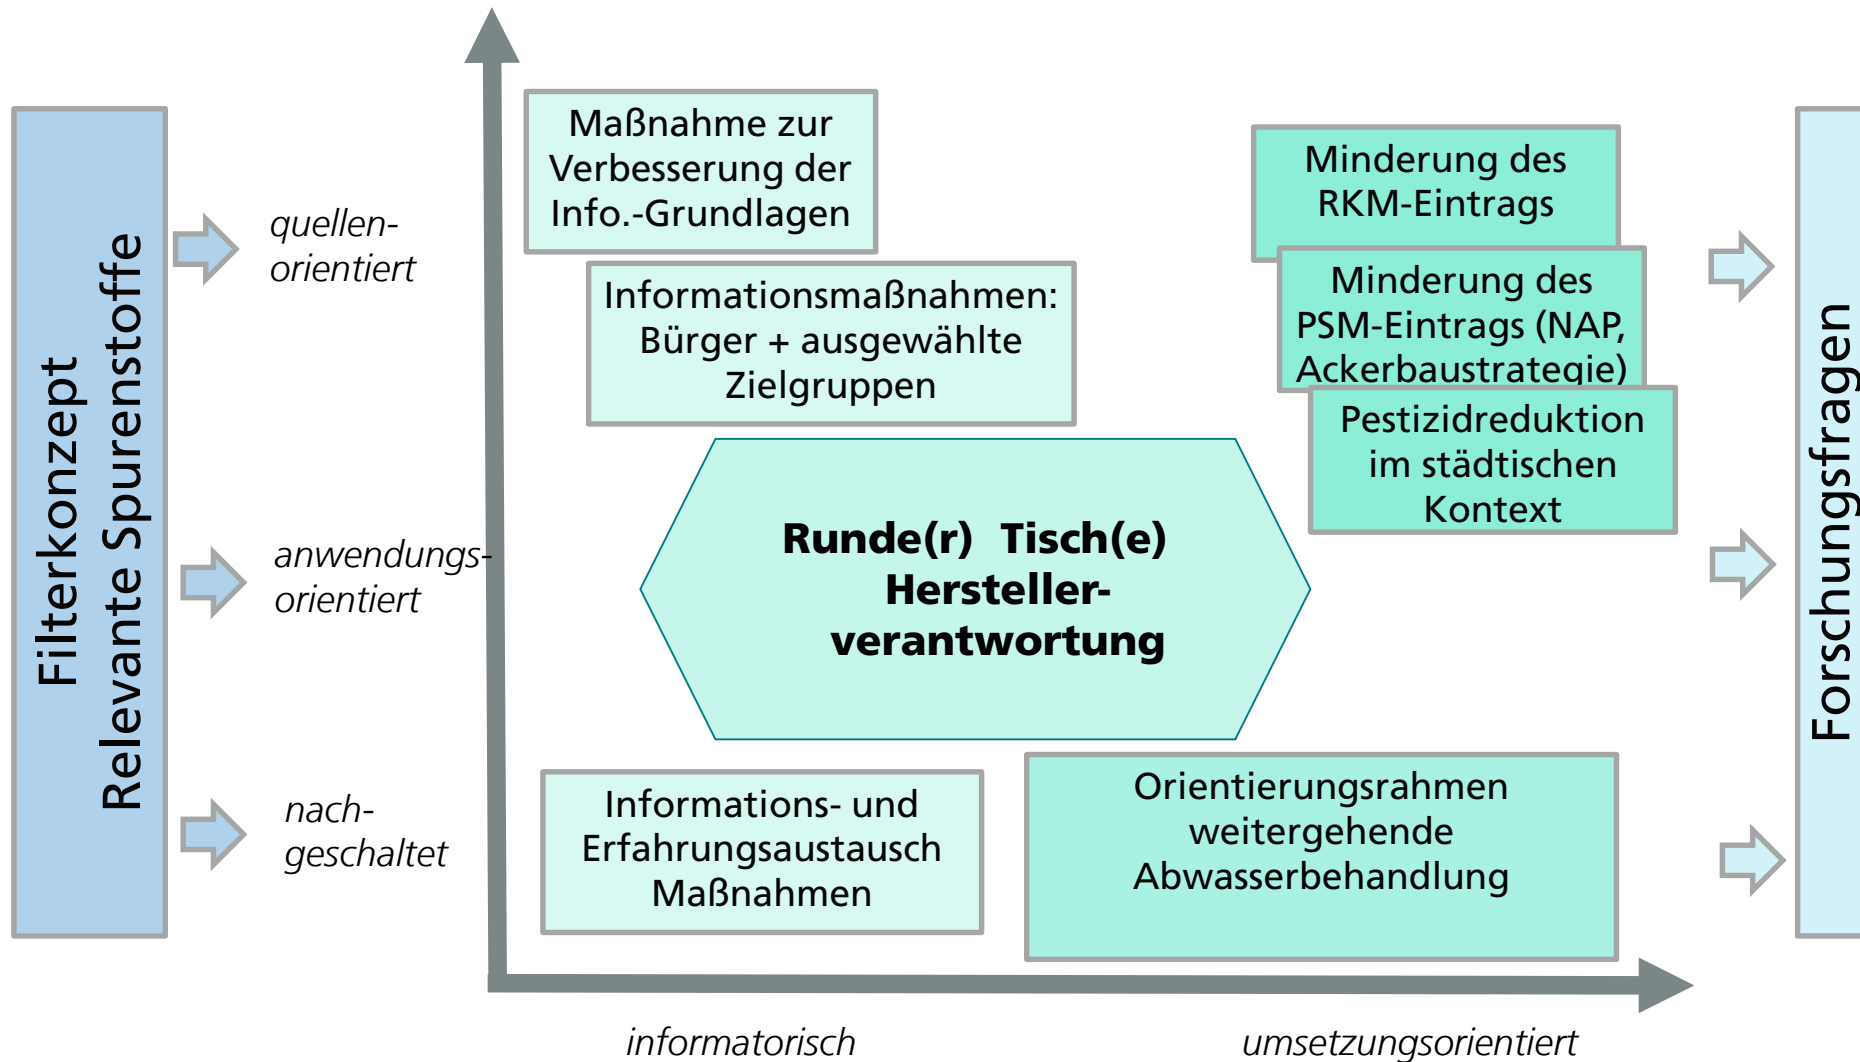 Filterkonzept
Relevante Spurenstoffe
quellen-
orientiert
anwendungs-
orientiert
nach-
geschaltet
Maßnahme zur
Verbesserung der
Info.-Grundlagen
Informationsmaßnahmen:
Bürger + ausgewählte
Zielgruppen
Minderung des
RKM-Eintrags
Minderung des
PSM-Eintrags (NAP,
Ackerbaustrategie)
Pestizidreduktion
im städtischen
Kontext
Runde(r) Tisch(e)
Hersteller-
verantwortung
Informations- und
Erfahrungsaustausch
Maßnahmen
Orientierungsrahmen
weitergehende
Abwasserbehandlung
Forschungsfragen
informatorisch
umsetzungsorientiert